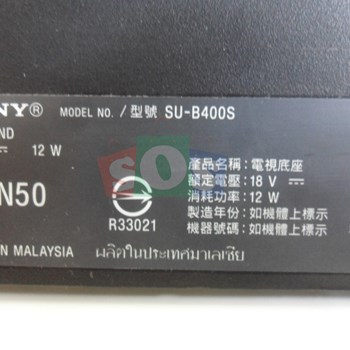 NY® MODEL NO. / 型號 SU-B400S
ND
12 W
N50
產品名稱：電視底座
額定電壓：18 V ⎓
消耗功率：12 W
製造年份：如機體上標示
機器號碼：如機體上標示
R33021
N MALAYSIA ผลิตในประเทศมาเลเซีย
SOE